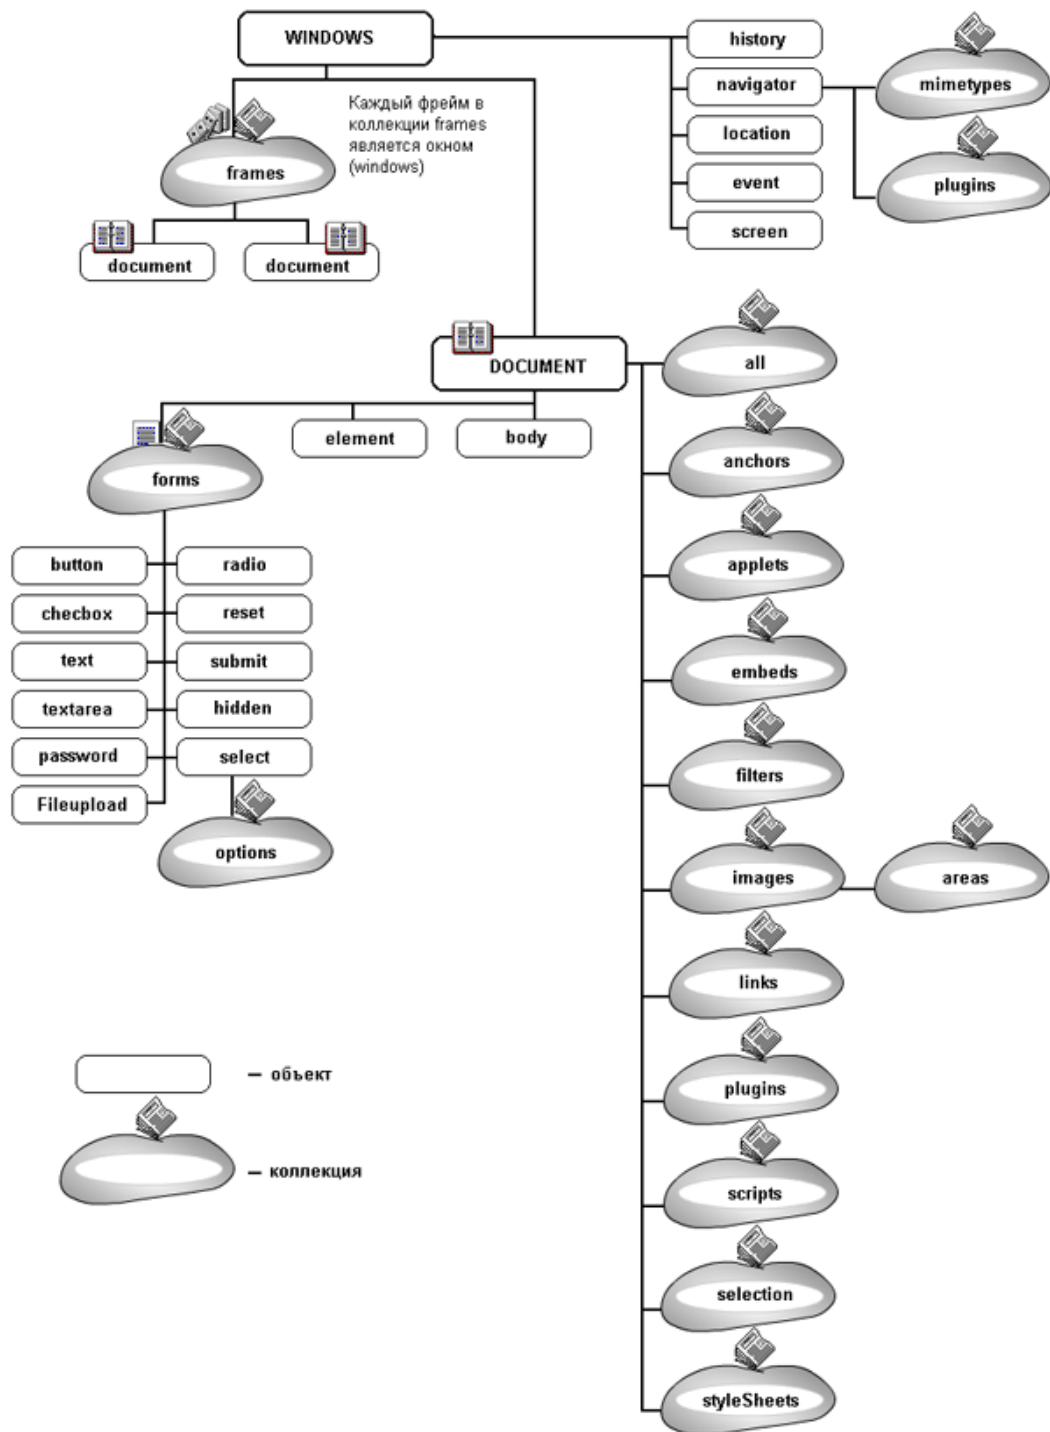 WINDOWS
history
navigator
location
event
screen
mimetypes
plugins
Каждый фрейм в
коллекции frames
является окном
(windows)
frames
document
document
DOCUMENT
forms
element
body
button
radio
checbox
reset
text
submit
textarea
hidden
password
select
Fileupload
options
all
anchors
applets
embeds
filters
images
areas
links
plugins
scripts
selection
styleSheets
– объект
– коллекция